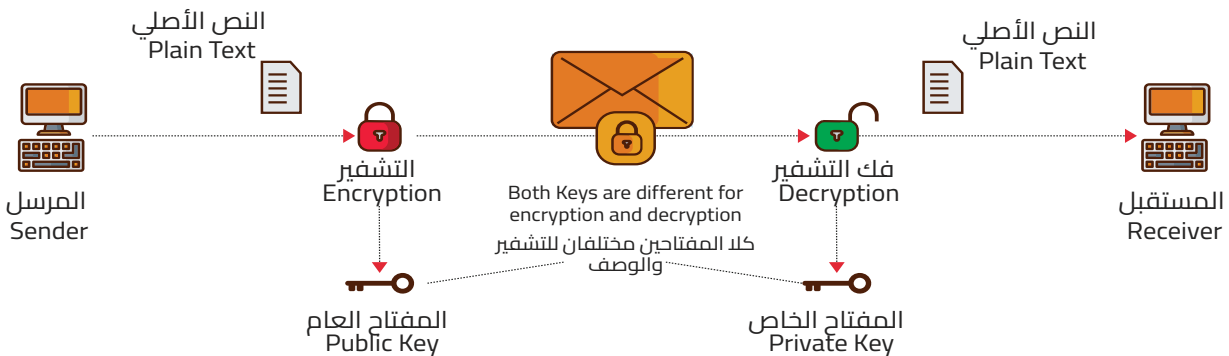 النص الأصلي
Plain Text
النص الأصلي
Plain Text
المرسل
Sender
التشفير
Encryption
Both Keys are different for
encryption and decryption
كلا المفتاحين مختلفان للتشفير
والوصف
فك التشفير
Decryption
المستقبل
Receiver
المفتاح العام
Public Key
المفتاح الخاص
Private Key